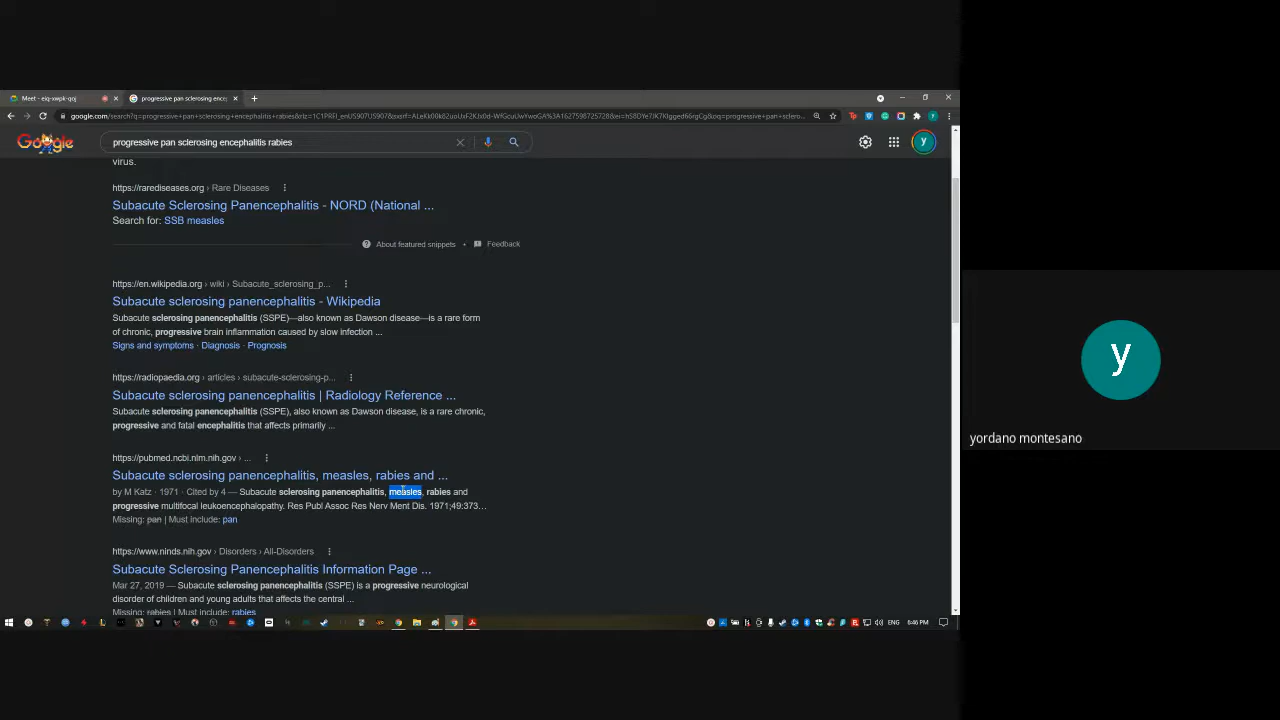 Meet - eiq-xwpk-qoj
progressive pan sclerosing ence
Google
progressive pan sclerosing encephalitis rabies
y
virus.
https://rarediseases.org › Rare Diseases
Subacute Sclerosing Panencephalitis - NORD (National ...
Search for: SSB measles
About featured snippets • Feedback
https://en.wikipedia.org › wiki › Subacute_sclerosing_p...
Subacute sclerosing panencephalitis - Wikipedia
Subacute sclerosing panencephalitis (SSPE)—also known as Dawson disease—is a rare form
of chronic, progressive brain inflammation caused by slow infection ...
Signs and symptoms · Diagnosis · Prognosis
https://radiopaedia.org › articles › subacute-sclerosing-p...
Subacute sclerosing panencephalitis | Radiology Reference ...
Subacute sclerosing panencephalitis (SSPE), also known as Dawson disease, is a rare chronic,
progressive and fatal encephalitis that affects primarily ...
https://pubmed.ncbi.nlm.nih.gov › ...
Subacute sclerosing panencephalitis, measles, rabies and ...
by M Katz · 1971 · Cited by 4 — Subacute sclerosing panencephalitis, measles, rabies and
progressive multifocal leukoencephalopathy. Res Publ Assoc Res Nerv Ment Dis. 1971;49:373...
Missing: pan | Must include: pan
https://www.ninds.nih.gov › Disorders › All-Disorders
Subacute Sclerosing Panencephalitis Information Page ...
Mar 27, 2019 — Subacute sclerosing panencephalitis (SSPE) is a progressive neurological
disorder of children and young adults that affects the central ...
Missing: rabies | Must include: rabies
ENG 6:46 PM
y
yordano montesano